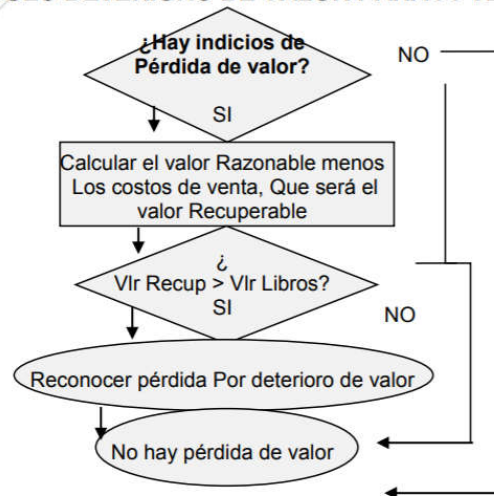 ¿Hay indicios de
Pérdida de valor?
NO
SI
Calcular el valor Razonable menos
Los costos de venta, Que será el
valor Recuperable
¿
Vlr Recup > Vlr Libros?
SI
NO
Reconocer pérdida Por deterioro de valor
No hay pérdida de valor